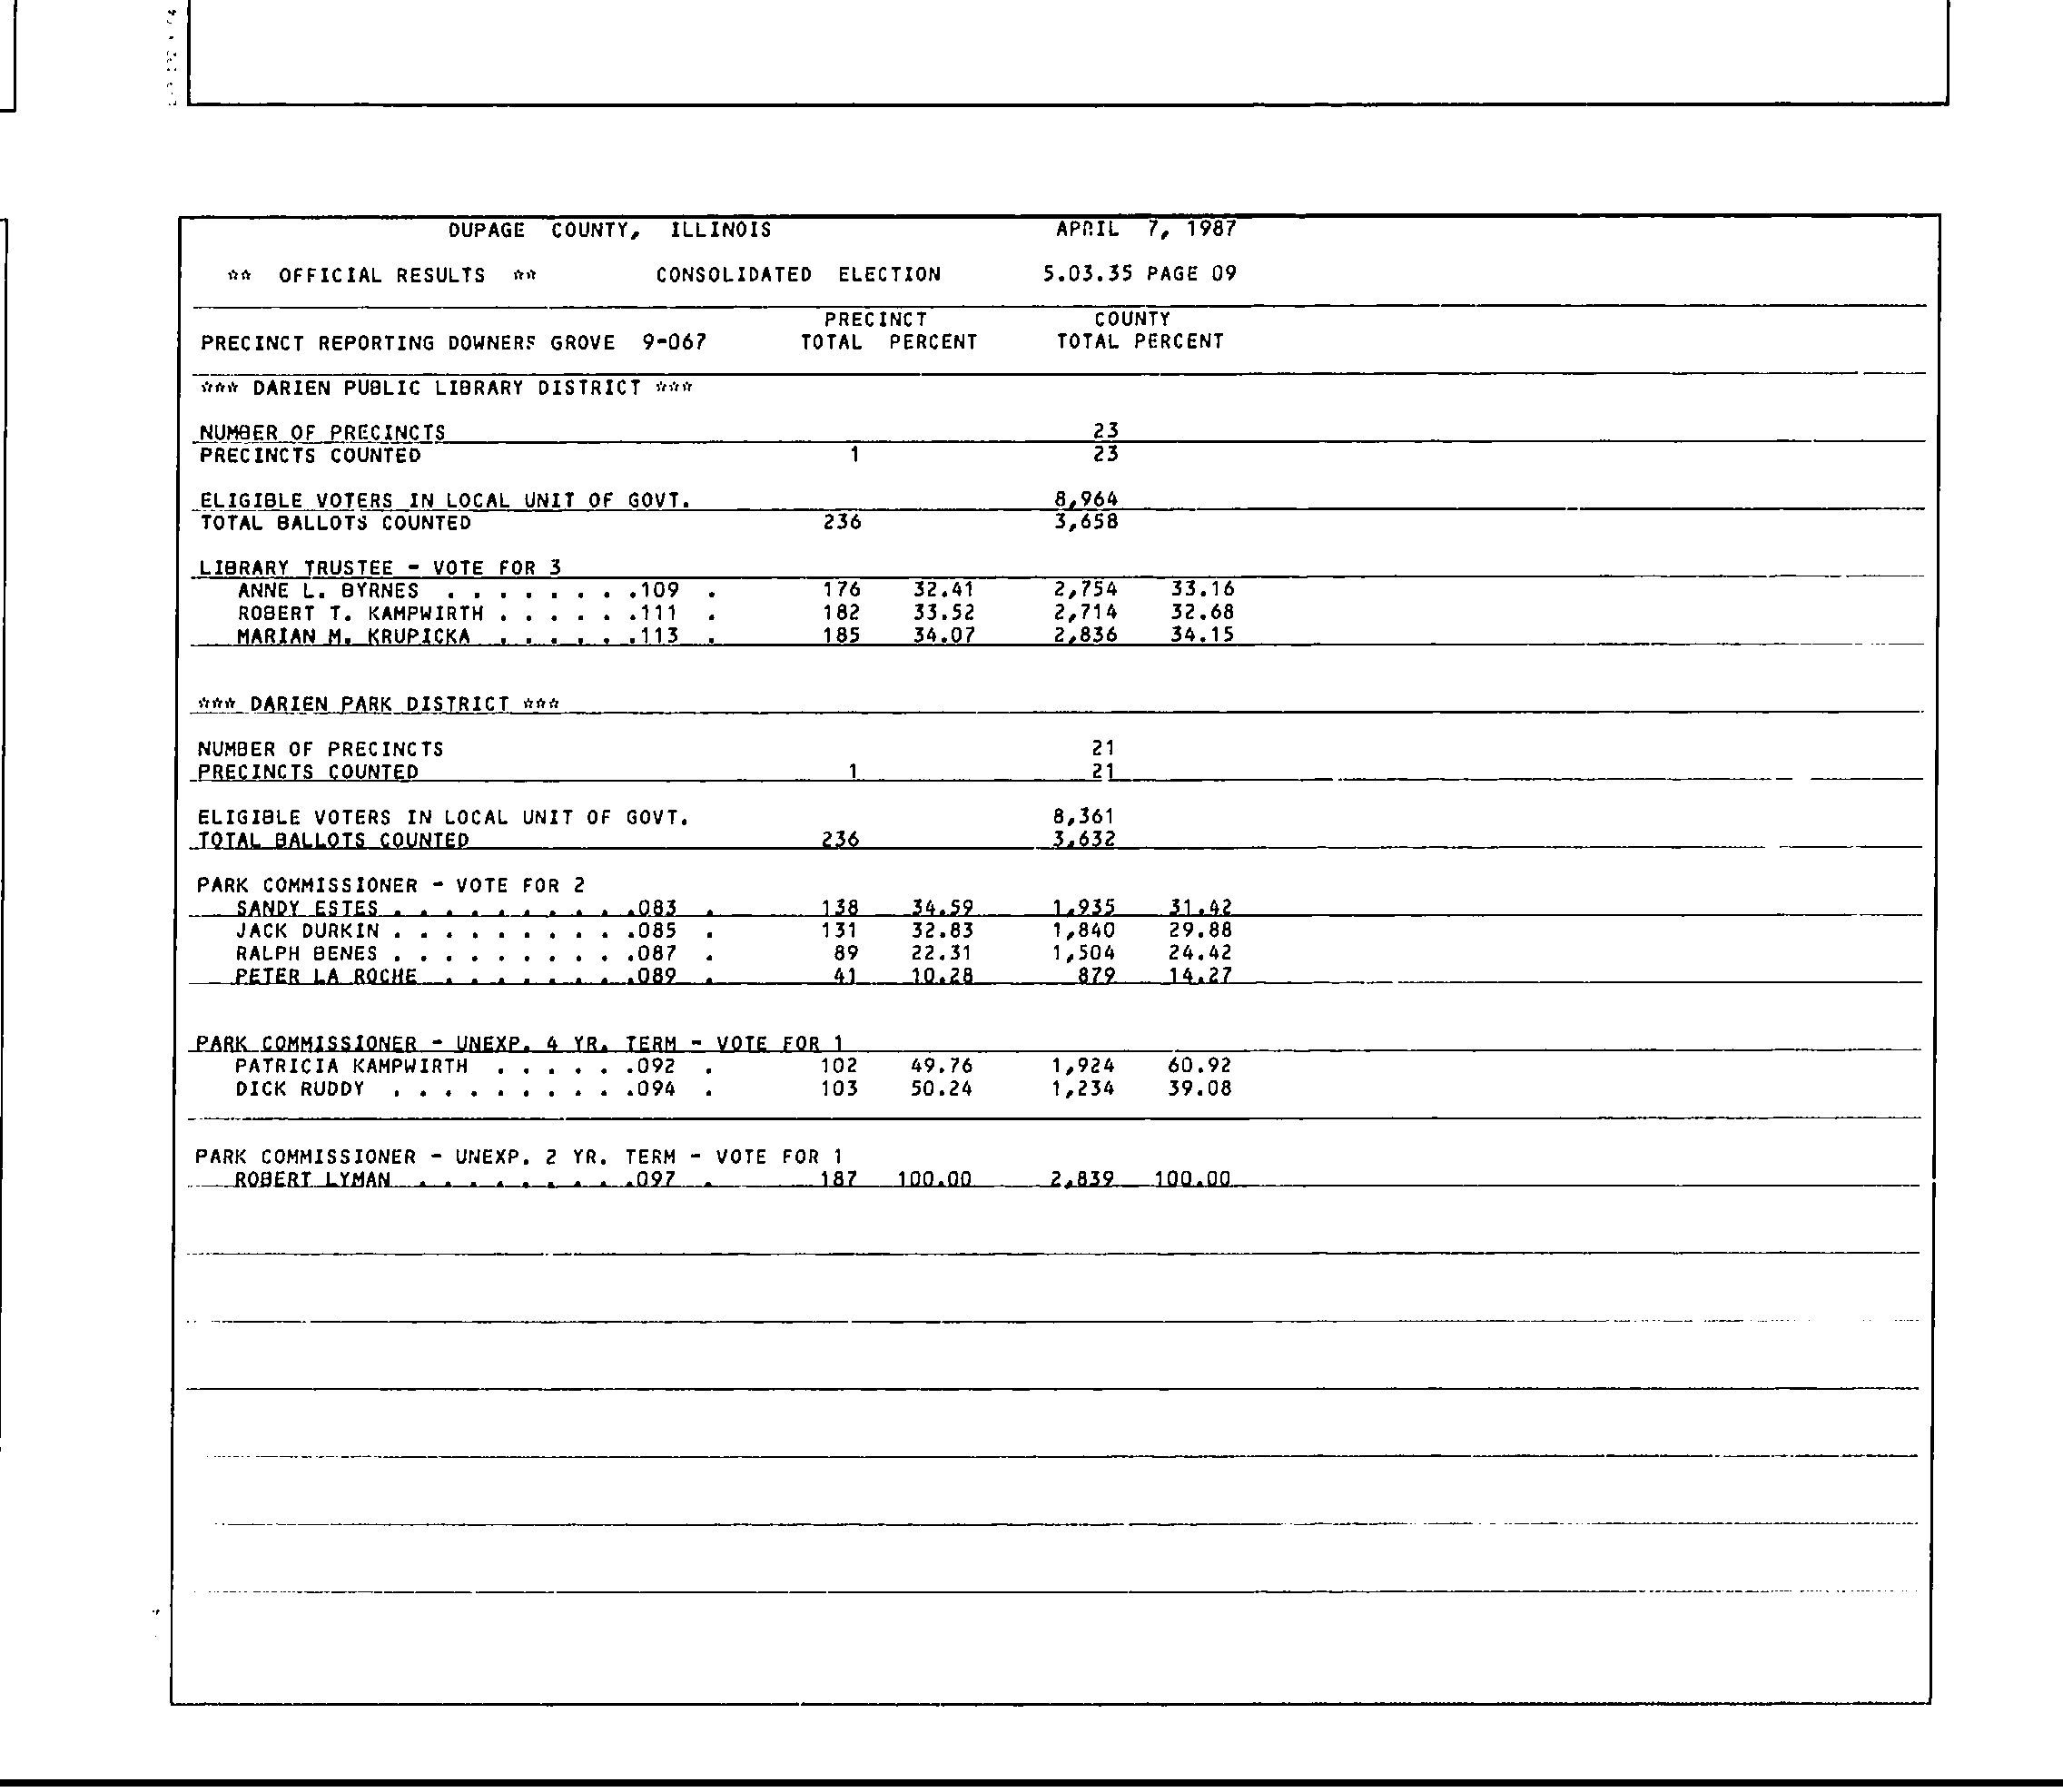 DUPAGE COUNTY, ILLINOIS APRIL 7, 1987
** OFFICIAL RESULTS ** CONSOLIDATED ELECTION 5.03.35 PAGE 09
PRECINCT COUNTY
PRECINCT REPORTING DOWNERS GROVE 9-067 TOTAL PERCENT TOTAL PERCENT
*** DARIEN PUBLIC LIBRARY DISTRICT ***
NUMBER OF PRECINCTS 23
PRECINCTS COUNTED 1 23
ELIGIBLE VOTERS IN LOCAL UNIT OF GOVT. 8,964
TOTAL BALLOTS COUNTED 236 3,658
LIBRARY TRUSTEE - VOTE FOR 3
ANNE L. BYRNES . . . . . . . .109 . 176 32.41 2,754 33.16
ROBERT T. KAMPWIRTH . . . . . .111 . 182 33.52 2,714 32.68
MARIAN M. KRUPICKA . . . . . .113 . 185 34.07 2,836 34.15
*** DARIEN PARK DISTRICT ***
NUMBER OF PRECINCTS 21
PRECINCTS COUNTED 1 21
ELIGIBLE VOTERS IN LOCAL UNIT OF GOVT. 8,361
TOTAL BALLOTS COUNTED 236 3,632
PARK COMMISSIONER - VOTE FOR 2
SANDY ESTES . . . . . . . . . .083 . 138 34.59 1,935 31.42
JACK DURKIN . . . . . . . . . .085 . 131 32.83 1,840 29.88
RALPH BENES . . . . . . . . . .087 . 89 22.31 1,504 24.42
PETER LA ROCHE . . . . . . . .089 . 41 10.28 879 14.27
PARK COMMISSIONER - UNEXP. 4 YR. TERM - VOTE FOR 1
PATRICIA KAMPWIRTH . . . . . .092 . 102 49.76 1,924 60.92
DICK RUDDY . . . . . . . . . .094 . 103 50.24 1,234 39.08
PARK COMMISSIONER - UNEXP. 2 YR. TERM - VOTE FOR 1
ROBERT LYMAN . . . . . . . . .097 . 187 100.00 2,839 100.00